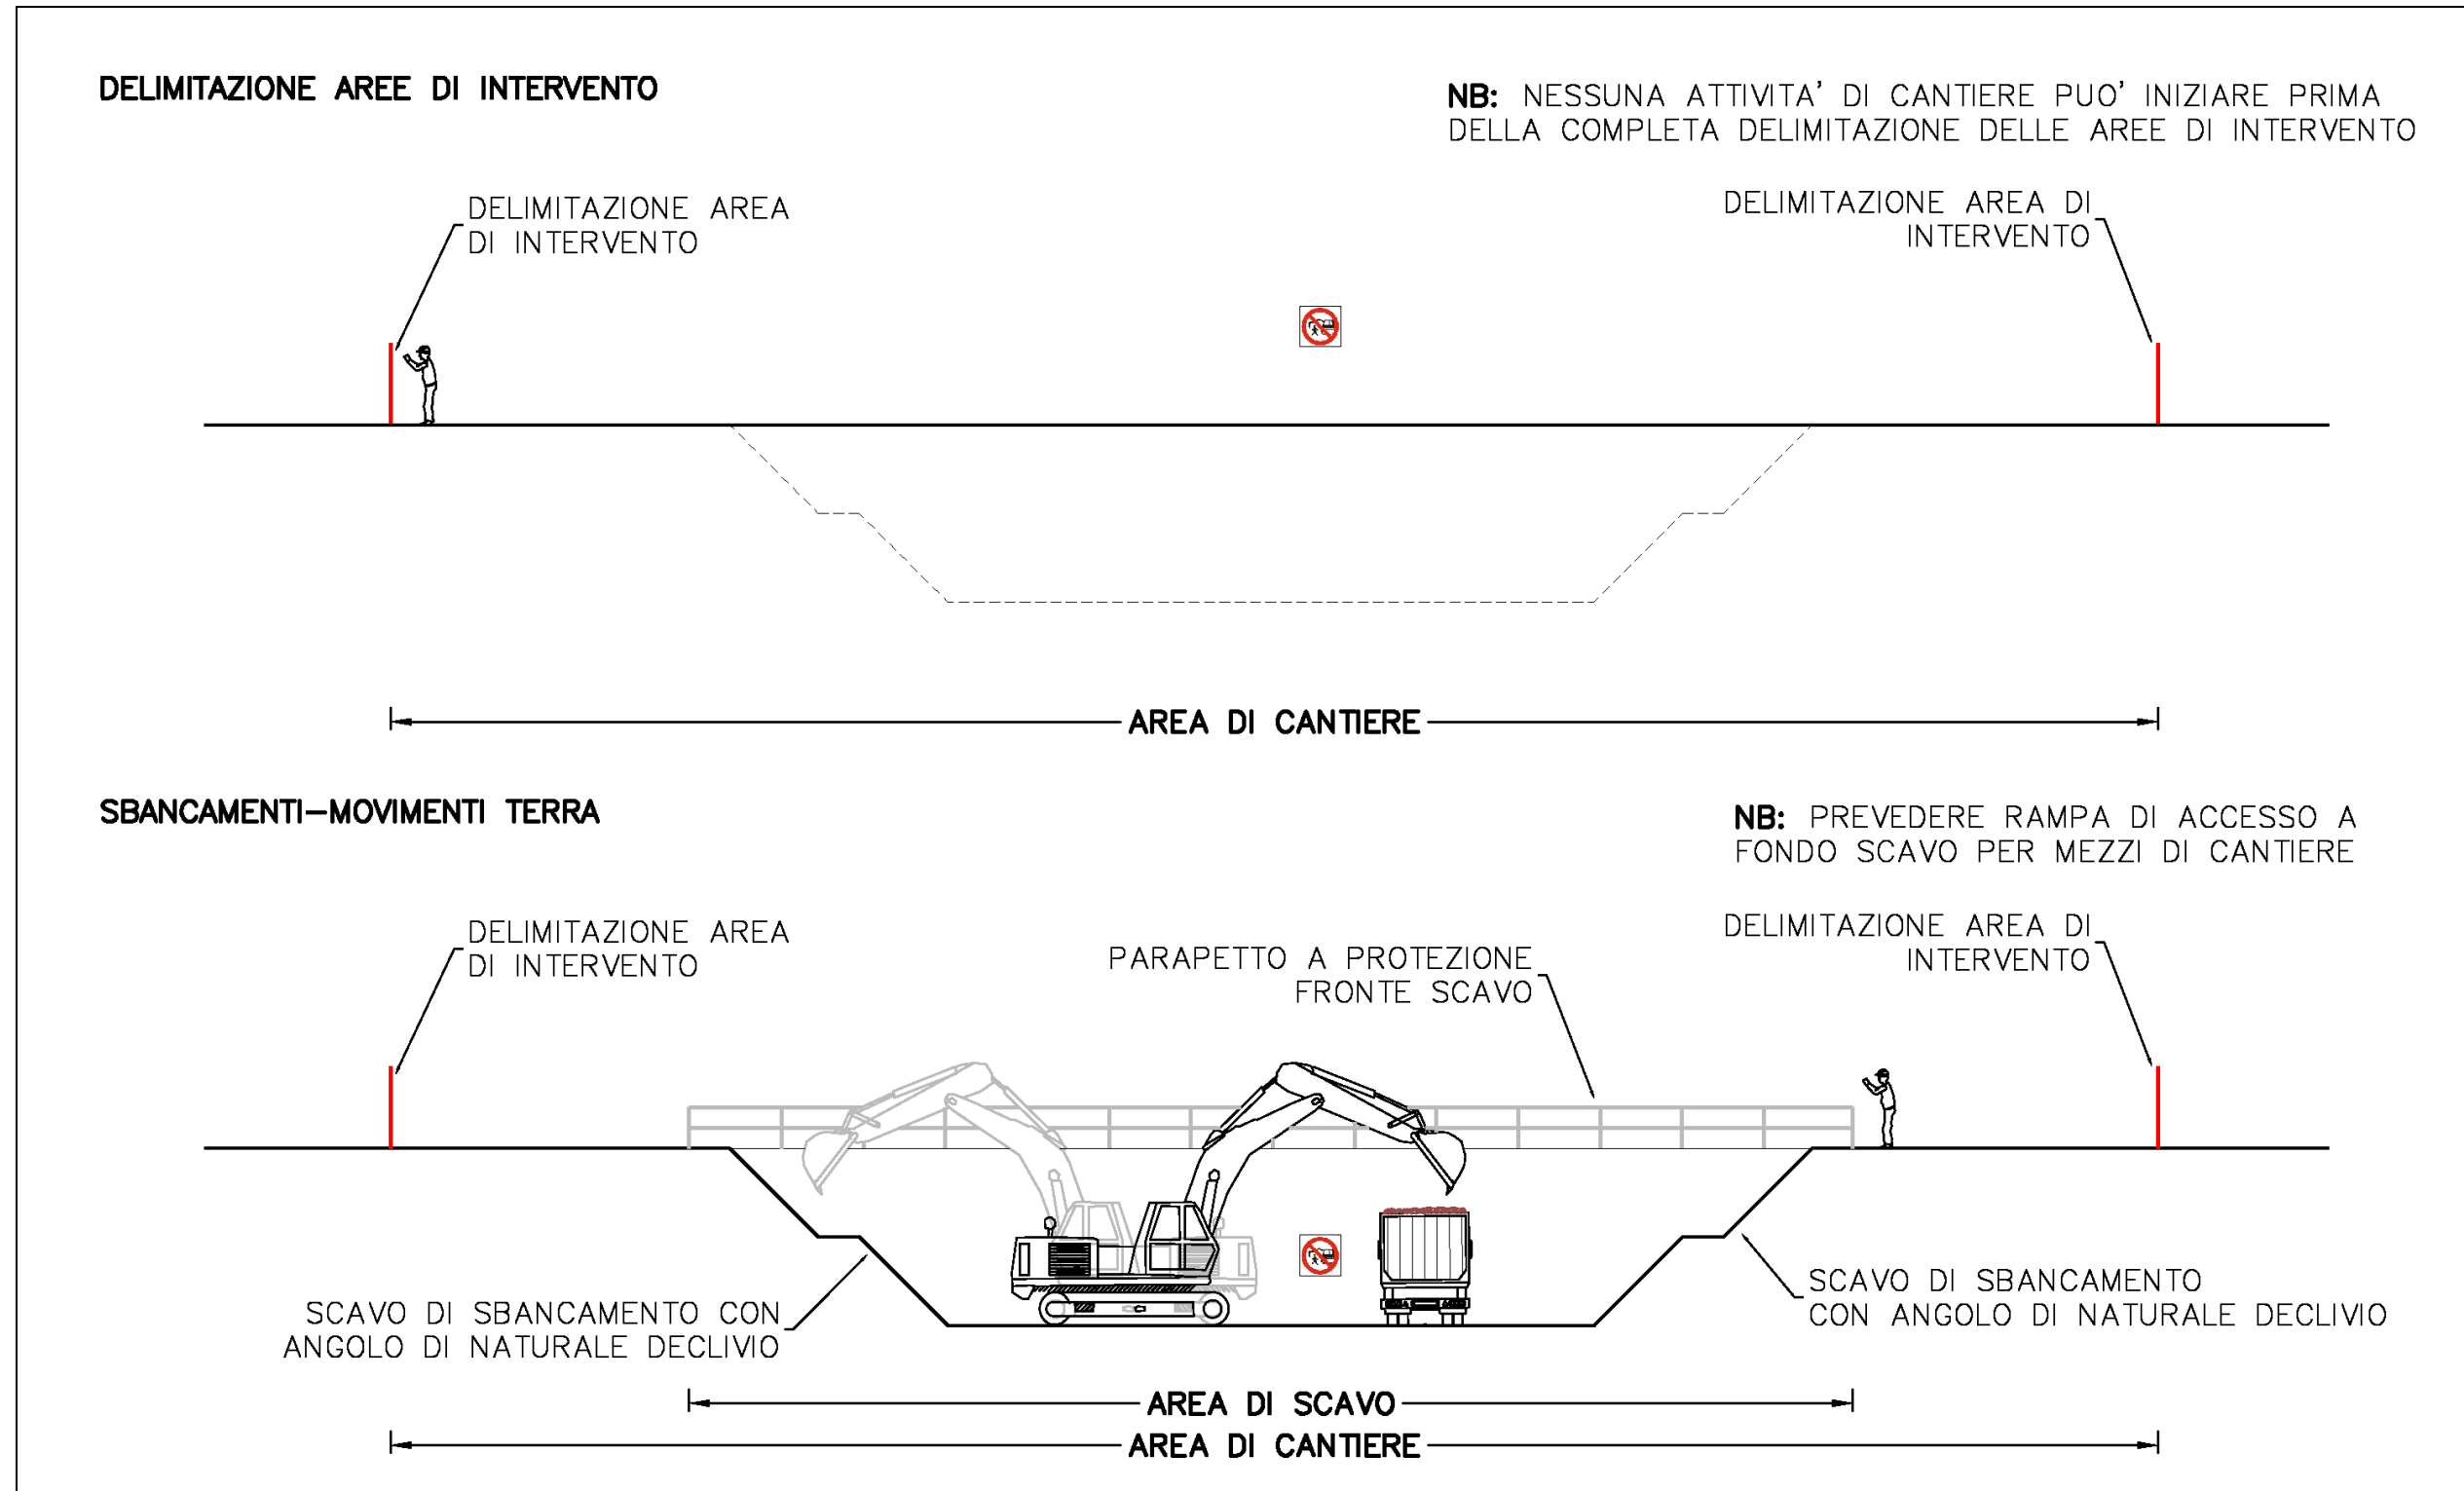 DELIMITAZIONE AREE DI INTERVENTO
NB: NESSUNA ATTIVITA' DI CANTIERE PUO' INIZIARE PRIMA
DELLA COMPLETA DELIMITAZIONE DELLE AREE DI INTERVENTO
DELIMITAZIONE AREA
DI INTERVENTO
DELIMITAZIONE AREA DI
INTERVENTO
AREA DI CANTIERE
SBANCAMENTI-MOVIMENTI TERRA
NB: PREVEDERE RAMPA DI ACCESSO A
FONDO SCAVO PER MEZZI DI CANTIERE
DELIMITAZIONE AREA
DI INTERVENTO
PARAPETTO A PROTEZIONE
FRONTE SCAVO
DELIMITAZIONE AREA DI
INTERVENTO
SCAVO DI SBANCAMENTO CON
ANGOLO DI NATURALE DECLIVIO
SCAVO DI SBANCAMENTO
CON ANGOLO DI NATURALE DECLIVIO
AREA DI SCAVO
AREA DI CANTIERE